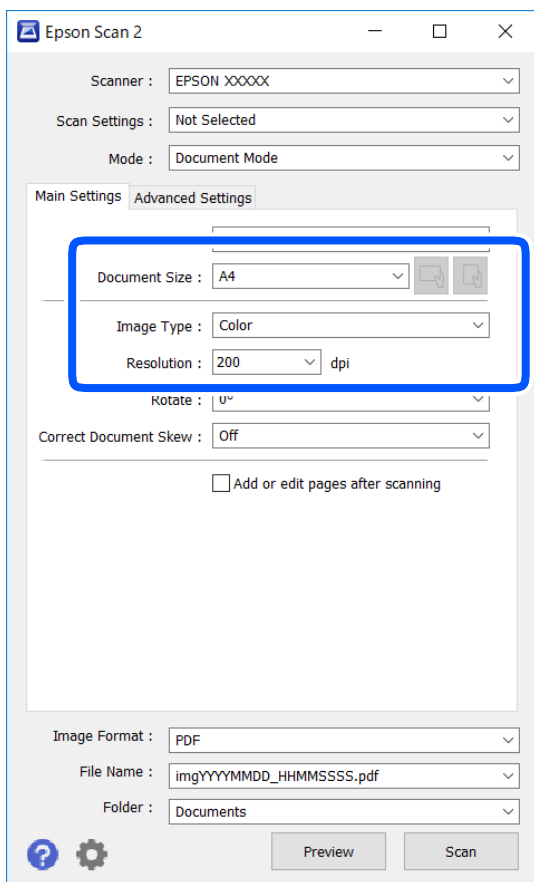 Epson Scan 2
Scanner : EPSON XXXXX
Scan Settings : Not Selected
Mode : Document Mode
Main Settings Advanced Settings
Document Size : A4
Image Type : Color
Resolution : 200 dpi
Rotate : 0°
Correct Document Skew : Off
Add or edit pages after scanning
Image Format : PDF
File Name : imgYYYYMMDD_HHMMSSSS.pdf
Folder : Documents
? Preview Scan